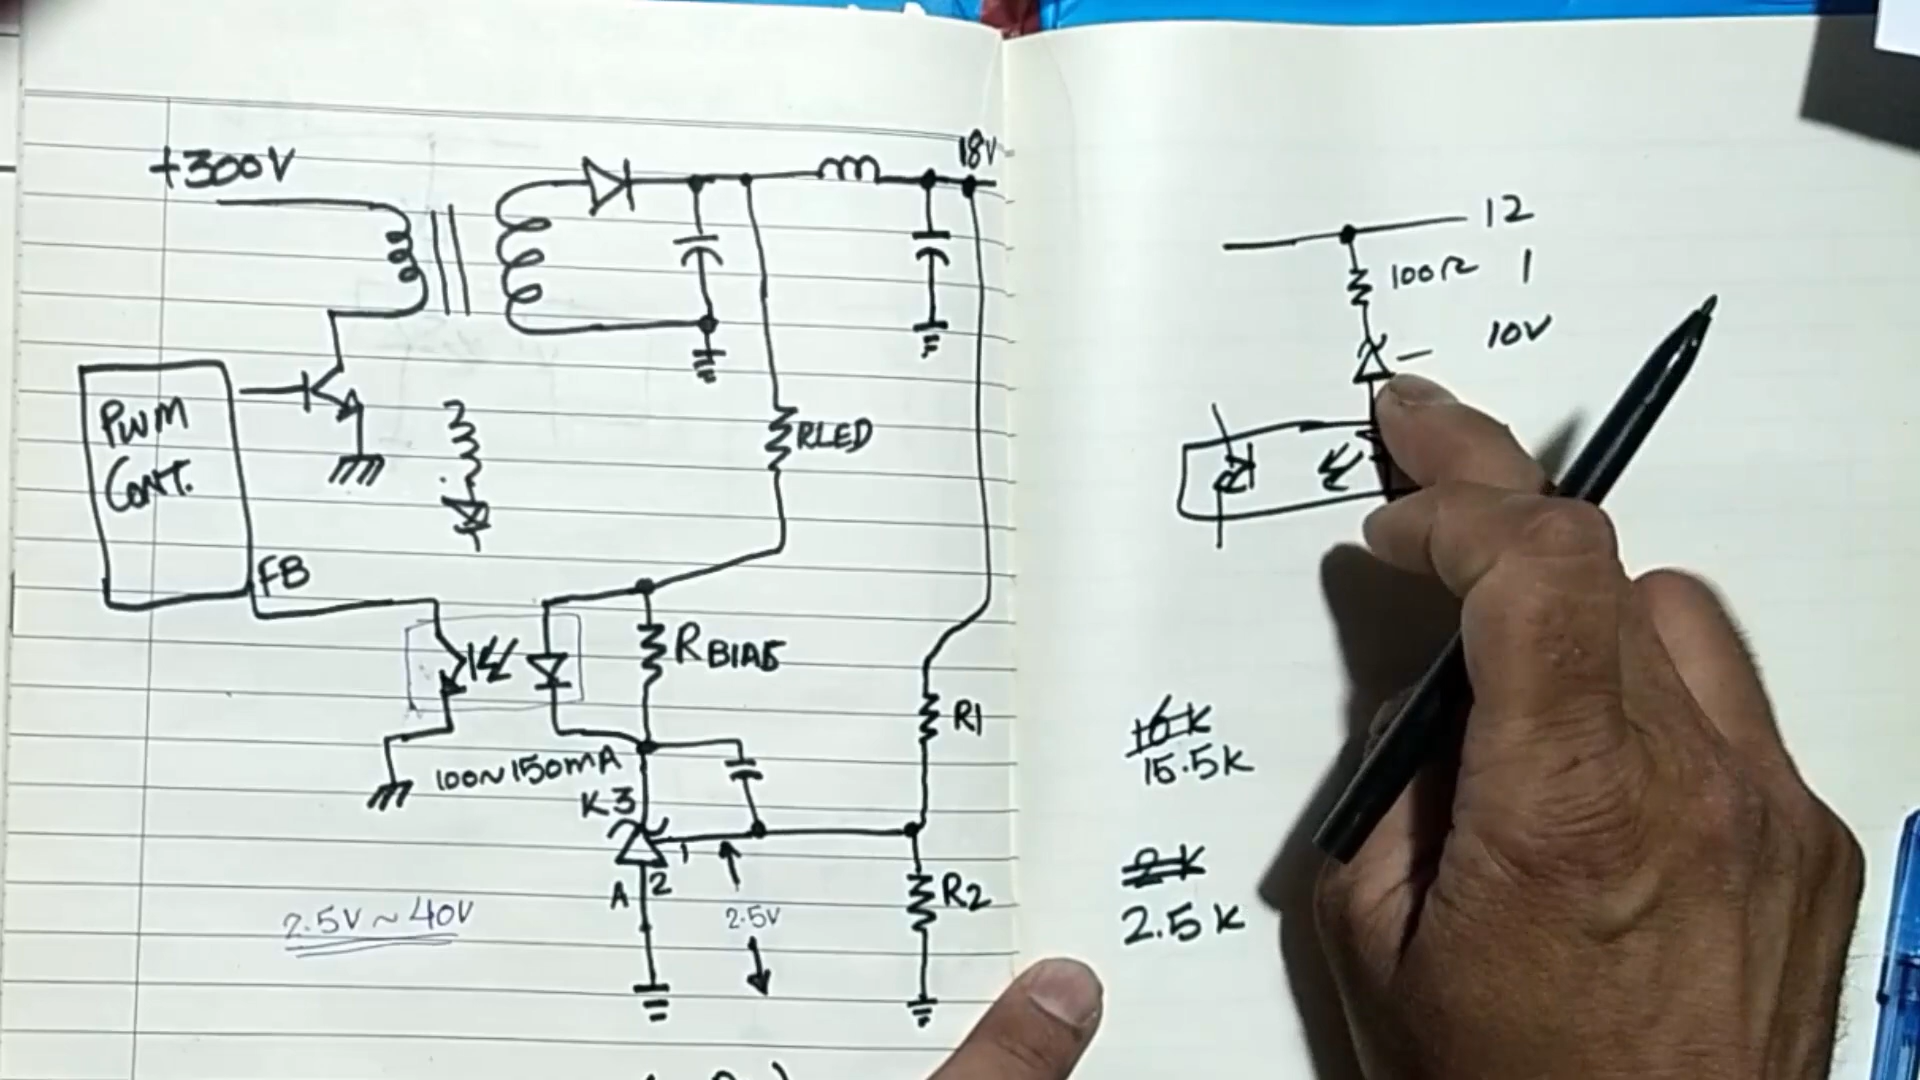 +300V
18V
PWM
CONT.
RLED
FB
RBIAS
R1
100~150mA
K3
1
A 2
R2
2.5V
2.5V~40V
12
100Ω 1
10V
16K
15.5K
2K
2.5K